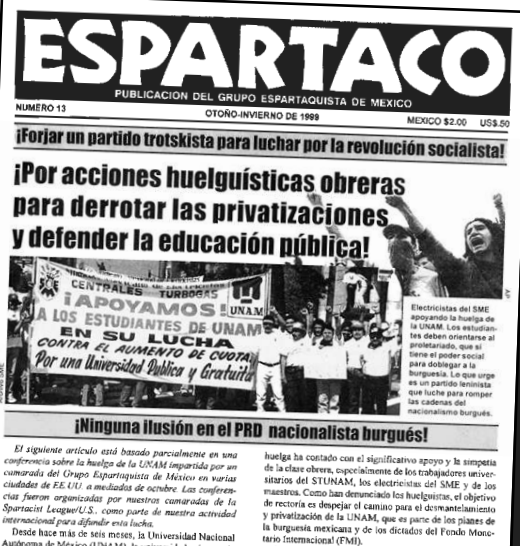 ESPARTACO
PUBLICACION DEL GRUPO ESPARTAQUISTA DE MEXICO
NUMERO 13
OTOÑO-INVIERNO DE 1999
MEXICO $2.00 US$.50
¡Forjar un partido trotskista para luchar por la revolución socialista!
¡Por acciones huelguísticas obreras
para derrotar las privatizaciones
y defender la educación pública!
CENTRALES TURBOGAS
¡APOYAMOS!
UNAM
A LOS ESTUDIANTES DE UNAM
EN SU LUCHA
CONTRA EL AUMENTO DE CUOTAS
Por una Universidad Publica y Gratuita
AP
Electricistas del SME
apoyando la huelga de
la UNAM. Los estudian-
tes deben orientarse al
proletariado, que sí
tiene el poder social
para doblegar a la
burguesía. Lo que urge
es un partido leninista
que luche para romper
las cadenas del
nacionalismo burgués.
SME
¡Ninguna ilusión en el PRD nacionalista burgués!
El siguiente artículo está basado parcialmente en una
conferencia sobre la huelga de la UNAM impartida por un
camarada del Grupo Espartaquista de México en varias
ciudades de EE.UU. a mediados de octubre. Las conferen-
cias fueron organizadas por nuestros camaradas de la
Spartacist League/U.S., como parte de nuestra actividad
internacional para difundir esta lucha.
Desde hace más de seis meses, la Universidad Nacional
Autónoma de México (UNAM)
huelga ha contado con el significativo apoyo y la simpatía
de la clase obrera, especialmente de los trabajadores univer-
sitarios del STUNAM, los electricistas del SME y de los
maestros. Como han denunciado los huelguistas, el objetivo
de rectoría es despejar el camino para el desmantelamiento
y privatización de la UNAM, que es parte de los planes de
la burguesía mexicana y de los dictados del Fondo Mone-
tario Internacional (FMI).